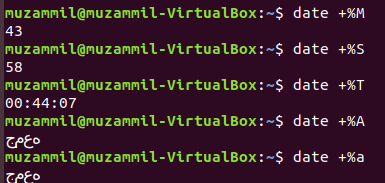 muzammil@muzammil-VirtualBox:~$ date +%M
43
muzammil@muzammil-VirtualBox:~$ date +%S
58
muzammil@muzammil-VirtualBox:~$ date +%T
00:44:07
muzammil@muzammil-VirtualBox:~$ date +%A
جمعہ
muzammil@muzammil-VirtualBox:~$ date +%a
جمعہ